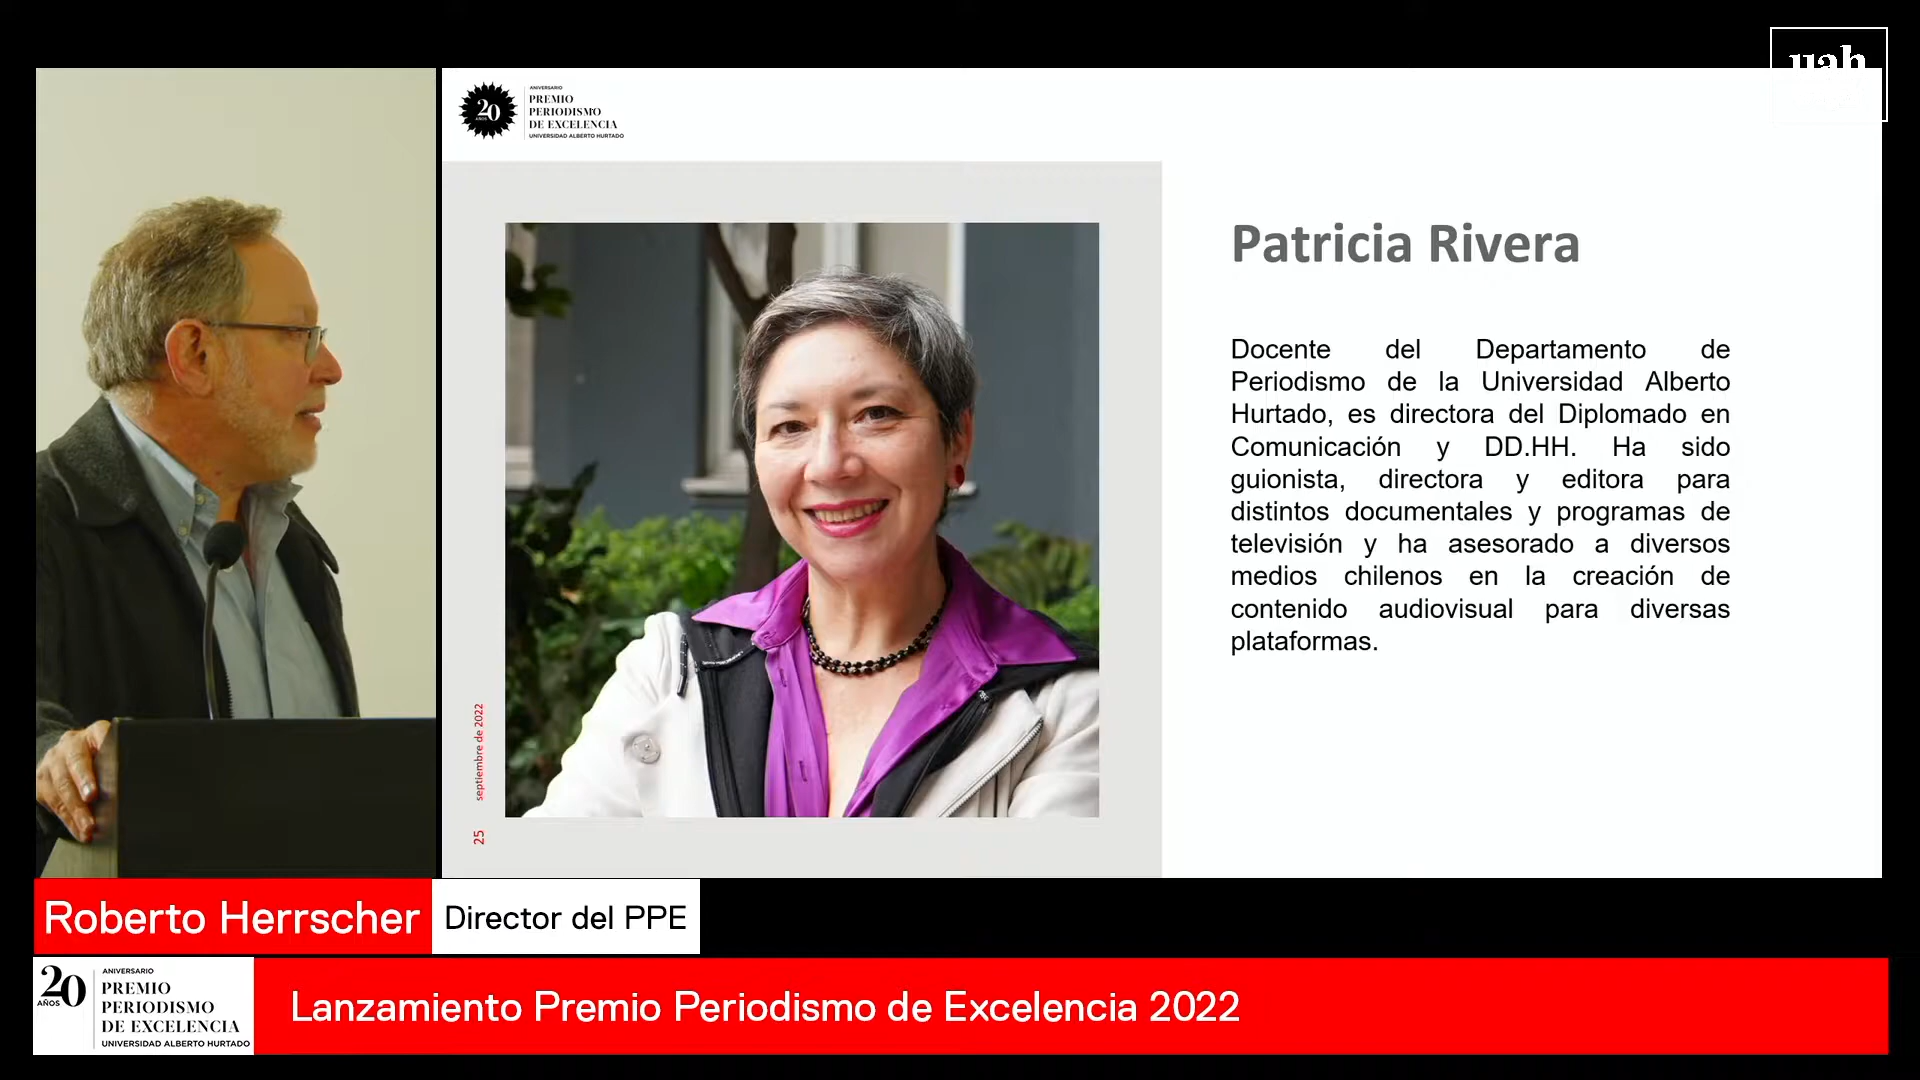 uah
20
AÑOS
ANIVERSARIO
PREMIO
PERIODISMO
DE EXCELENCIA
UNIVERSIDAD ALBERTO HURTADO
Patricia Rivera
Docente del Departamento de
Periodismo de la Universidad Alberto
Hurtado, es directora del Diplomado en
Comunicación y DD.HH. Ha sido
guionista, directora y editora para
distintos documentales y programas de
televisión y ha asesorado a diversos
medios chilenos en la creación de
contenido audiovisual para diversas
plataformas.
septiembre de 2022
25
Roberto Herrscher
Director del PPE
20
AÑOS
ANIVERSARIO
PREMIO
PERIODISMO
DE EXCELENCIA
UNIVERSIDAD ALBERTO HURTADO
Lanzamiento Premio Periodismo de Excelencia 2022